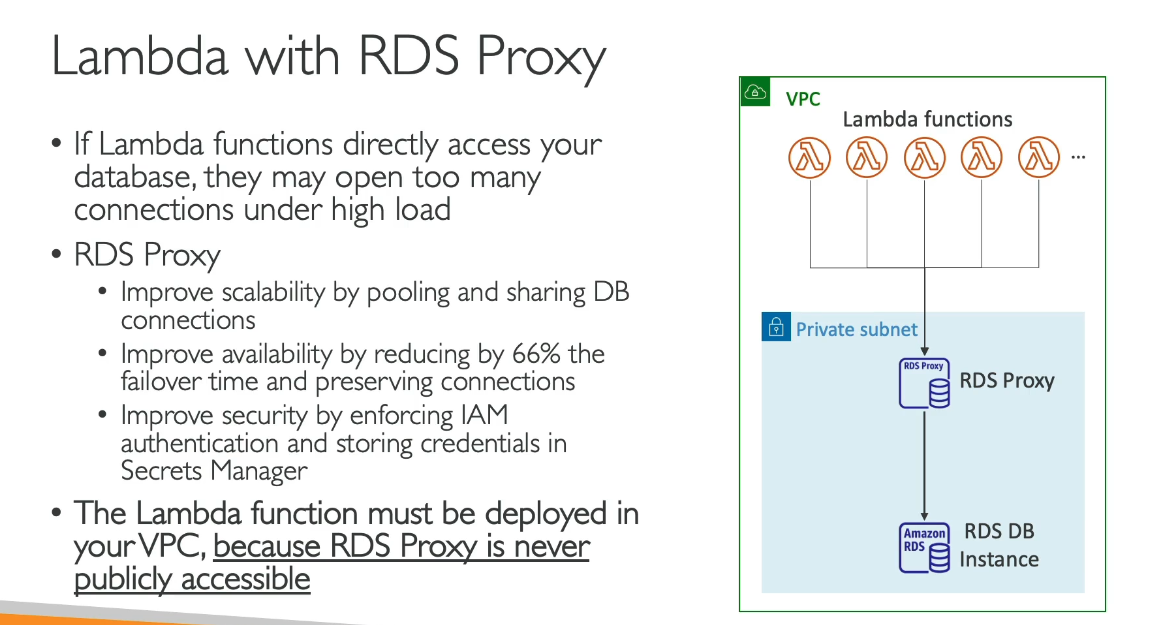 Lambda with RDS Proxy
• If Lambda functions directly access your
database, they may open too many
connections under high load
• RDS Proxy
• Improve scalability by pooling and sharing DB
connections
• Improve availability by reducing by 66% the
failover time and preserving connections
• Improve security by enforcing IAM
authentication and storing credentials in
Secrets Manager
• The Lambda function must be deployed in
your VPC, because RDS Proxy is never
publicly accessible
VPC
Lambda functions
...
Private subnet
RDS Proxy
RDS Proxy
Amazon
RDS
RDS DB
Instance